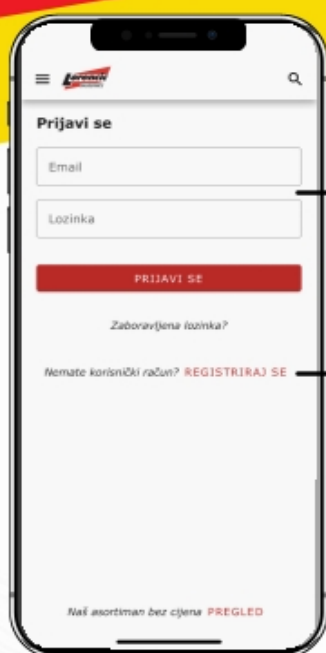 Prijavi se
Email
Lozinka
PRIJAVI SE
Zaboravljena lozinka?
Nemate korisnički račun? REGISTRIRAJ SE
Naš asortiman bez cijena PREGLED